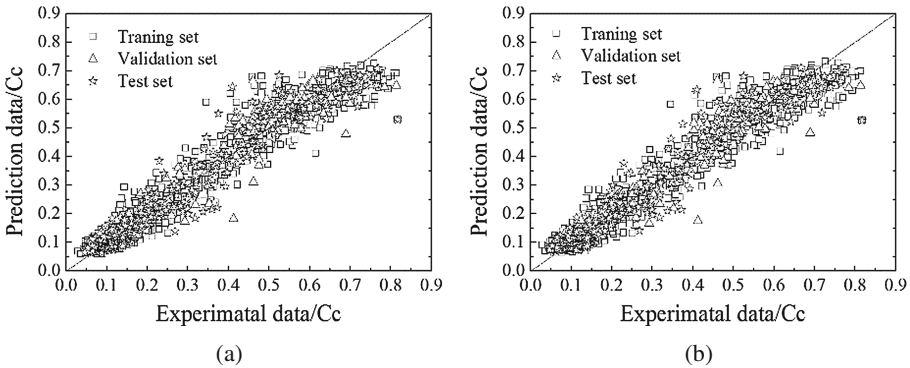 0.9
0.8
0.7
0.6
0.5
0.4
0.3
0.2
0.1
0.0
Prediction data/Cc
Traning set
Validation set
Test set
0.0 0.1 0.2 0.3 0.4 0.5 0.6 0.7 0.8 0.9
Experimatal data/Cc
(a)
0.9
0.8
0.7
0.6
0.5
0.4
0.3
0.2
0.1
0.0
Prediction data/Cc
Traning set
Validation set
Test set
0.0 0.1 0.2 0.3 0.4 0.5 0.6 0.7 0.8 0.9
Experimatal data/Cc
(b)